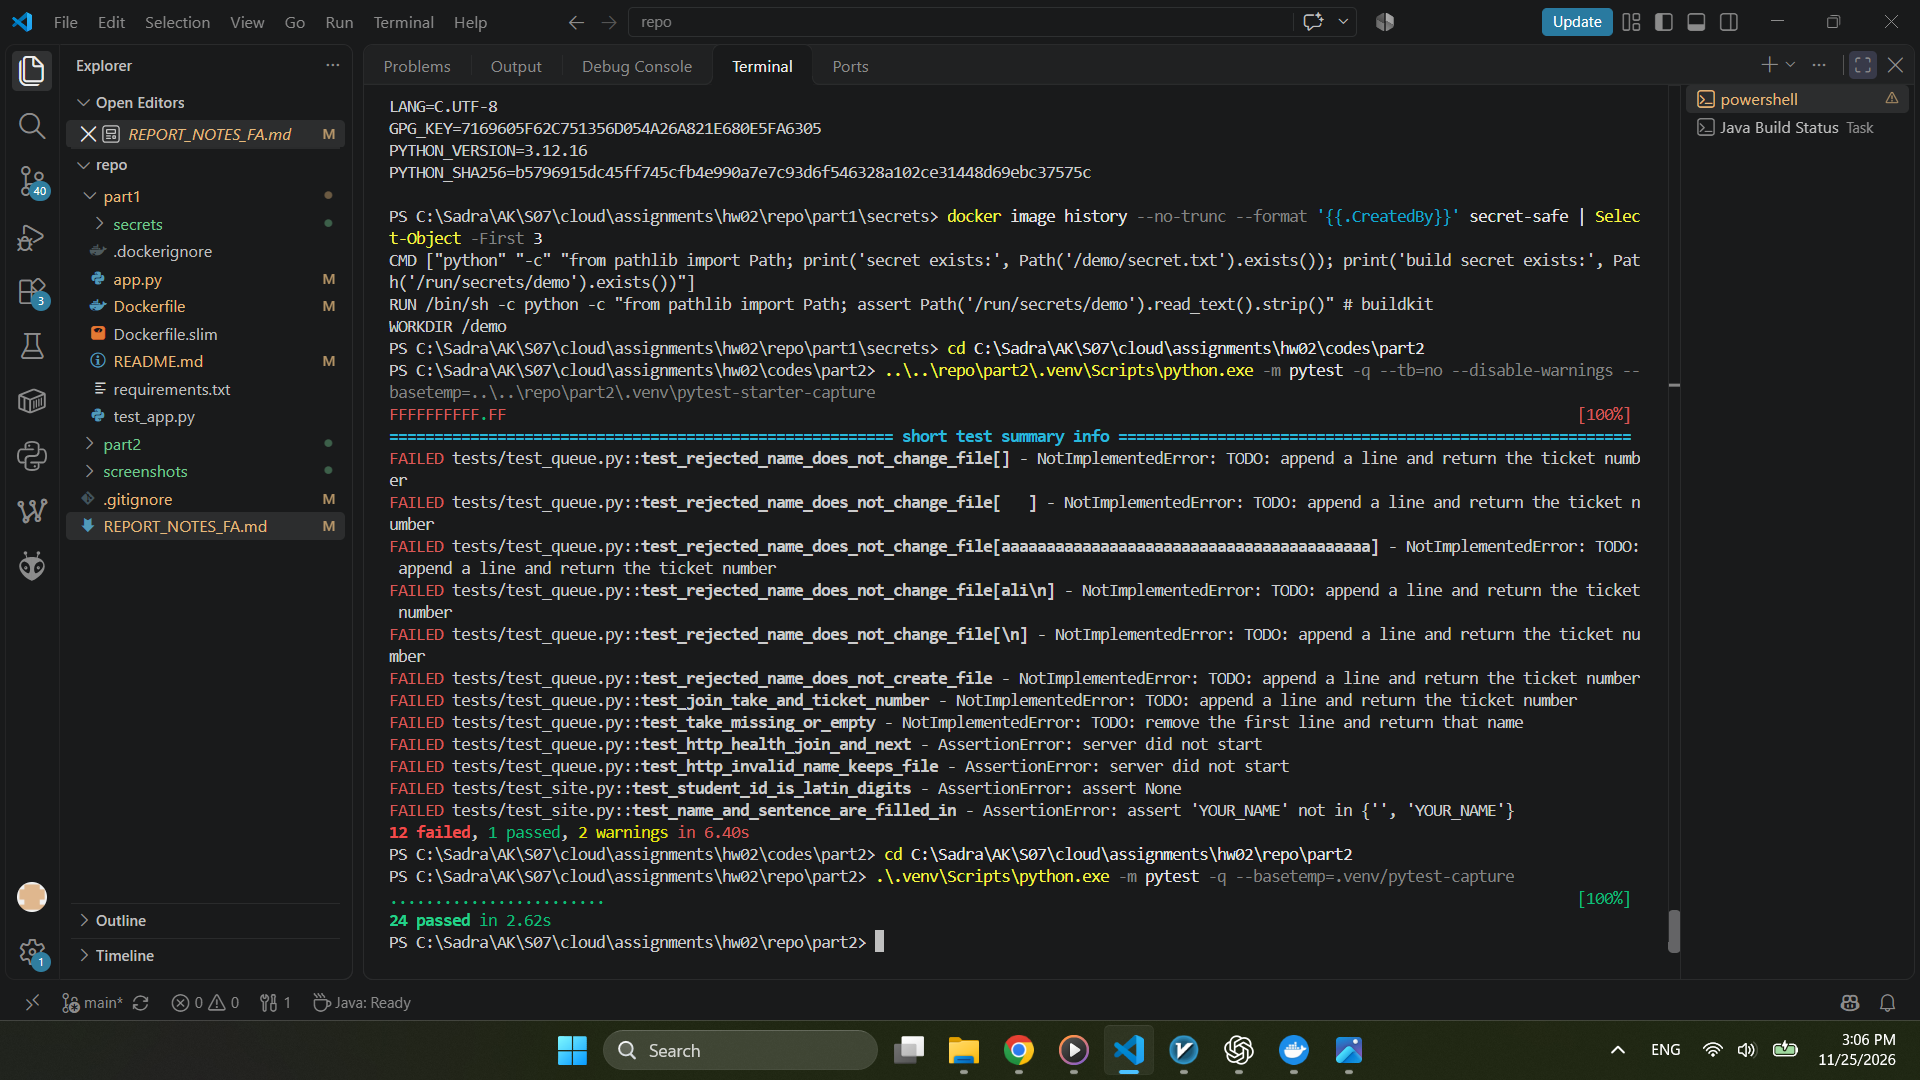 File Edit Selection View Go Run Terminal Help
repo
Update
Explorer
Open Editors
REPORT_NOTES_FA.md M
repo
part1
secrets
.dockerignore
app.py M
Dockerfile M
Dockerfile.slim
README.md M
requirements.txt
test_app.py
part2
screenshots
.gitignore M
REPORT_NOTES_FA.md M
Outline
Timeline
40
3
1
Problems Output Debug Console Terminal Ports
powershell
Java Build Status Task
LANG=C.UTF-8
GPG_KEY=7169605F62C751356D054A26A821E680E5FA6305
PYTHON_VERSION=3.12.16
PYTHON_SHA256=b5796915dc45ff745cfb4e990a7e7c93d6f546328a102ce31448d69ebc37575c
PS C:\Sadra\AK\S07\cloud\assignments\hw02\repo\part1\secrets> docker image history --no-trunc --format '{{.CreatedBy}}' secret-safe | Selec
t-Object -First 3
CMD ["python" "-c" "from pathlib import Path; print('secret exists:', Path('/demo/secret.txt').exists()); print('build secret exists:', Pat
h('/run/secrets/demo').exists())"]
RUN /bin/sh -c python -c "from pathlib import Path; assert Path('/run/secrets/demo').read_text().strip()" # buildkit
WORKDIR /demo
PS C:\Sadra\AK\S07\cloud\assignments\hw02\repo\part1\secrets> cd C:\Sadra\AK\S07\cloud\assignments\hw02\codes\part2
PS C:\Sadra\AK\S07\cloud\assignments\hw02\codes\part2> ..\..\repo\part2\.venv\Scripts\python.exe -m pytest -q --tb=no --disable-warnings --
basetemp=..\..\repo\part2\.venv\pytest-starter-capture
FFFFFFFFFF.FF [100%]
======================================================== short test summary info =========================================================
FAILED tests/test_queue.py::test_rejected_name_does_not_change_file[] - NotImplementedError: TODO: append a line and return the ticket numb
er
FAILED tests/test_queue.py::test_rejected_name_does_not_change_file[   ] - NotImplementedError: TODO: append a line and return the ticket n
umber
FAILED tests/test_queue.py::test_rejected_name_does_not_change_file[aaaaaaaaaaaaaaaaaaaaaaaaaaaaaaaaaaaaaaaaa] - NotImplementedError: TODO:
append a line and return the ticket number
FAILED tests/test_queue.py::test_rejected_name_does_not_change_file[ali\n] - NotImplementedError: TODO: append a line and return the ticket
number
FAILED tests/test_queue.py::test_rejected_name_does_not_change_file[\n] - NotImplementedError: TODO: append a line and return the ticket nu
mber
FAILED tests/test_queue.py::test_rejected_name_does_not_create_file - NotImplementedError: TODO: append a line and return the ticket number
FAILED tests/test_queue.py::test_join_take_and_ticket_number - NotImplementedError: TODO: append a line and return the ticket number
FAILED tests/test_queue.py::test_take_missing_or_empty - NotImplementedError: TODO: remove the first line and return that name
FAILED tests/test_queue.py::test_http_health_join_and_next - AssertionError: server did not start
FAILED tests/test_queue.py::test_http_invalid_name_keeps_file - AssertionError: server did not start
FAILED tests/test_site.py::test_student_id_is_latin_digits - AssertionError: assert None
FAILED tests/test_site.py::test_name_and_sentence_are_filled_in - AssertionError: assert 'YOUR_NAME' not in {'', 'YOUR_NAME'}
12 failed, 1 passed, 2 warnings in 6.40s
PS C:\Sadra\AK\S07\cloud\assignments\hw02\codes\part2> cd C:\Sadra\AK\S07\cloud\assignments\hw02\repo\part2
PS C:\Sadra\AK\S07\cloud\assignments\hw02\repo\part2> .\.venv\Scripts\python.exe -m pytest -q --basetemp=.venv/pytest-capture
........................ [100%]
24 passed in 2.62s
PS C:\Sadra\AK\S07\cloud\assignments\hw02\repo\part2>
main* 0 0 1 Java: Ready
Search
ENG
3:06 PM
11/25/2026